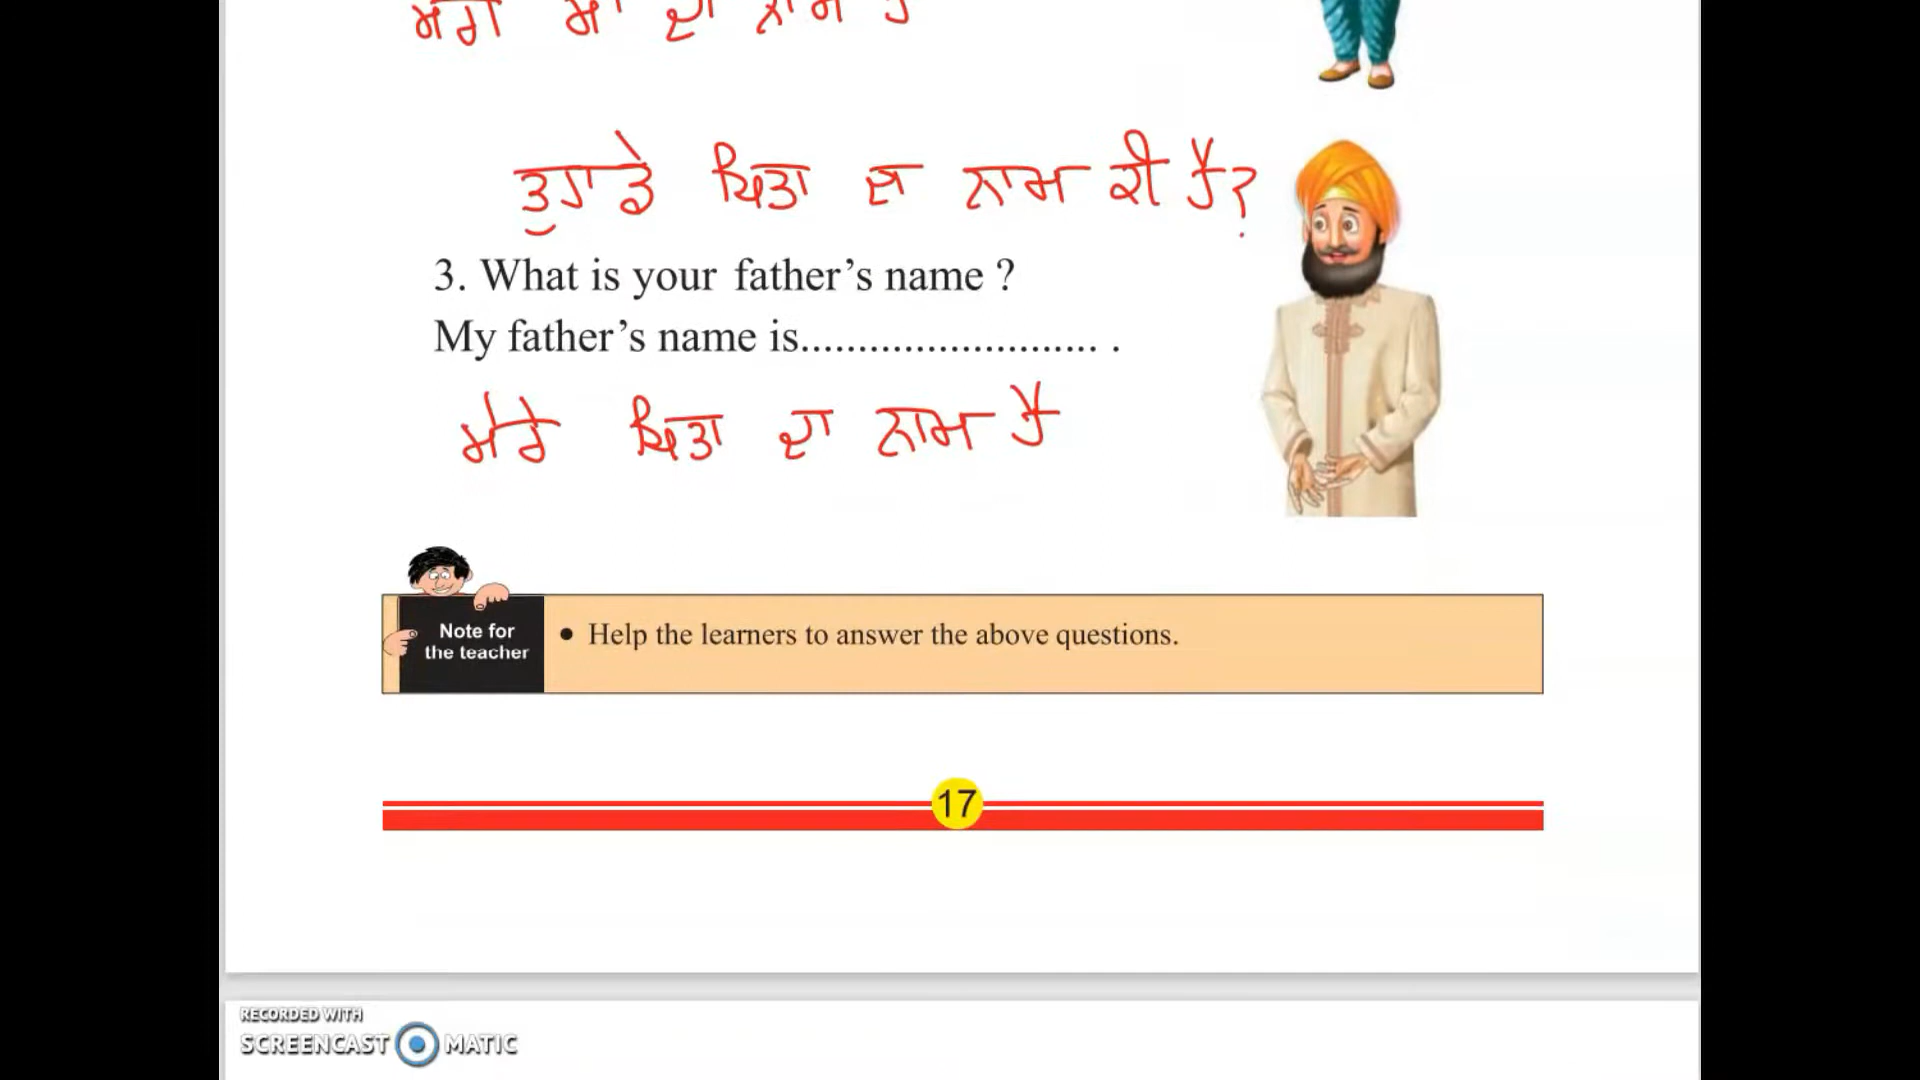 ਮੇਰੀ ਮਾਂ ਦਾ ਨਾਮ ਹੈ
ਤੁਹਾਡੇ ਪਿਤਾ ਦਾ ਨਾਮ ਕੀ ਹੈ?
3. What is your father’s name ?
My father’s name is.......................... .
ਮੇਰੇ ਪਿਤਾ ਦਾ ਨਾਮ ਹੈ
Note for
the teacher
• Help the learners to answer the above questions.
17
RECORDED WITH
SCREENCAST MATIC